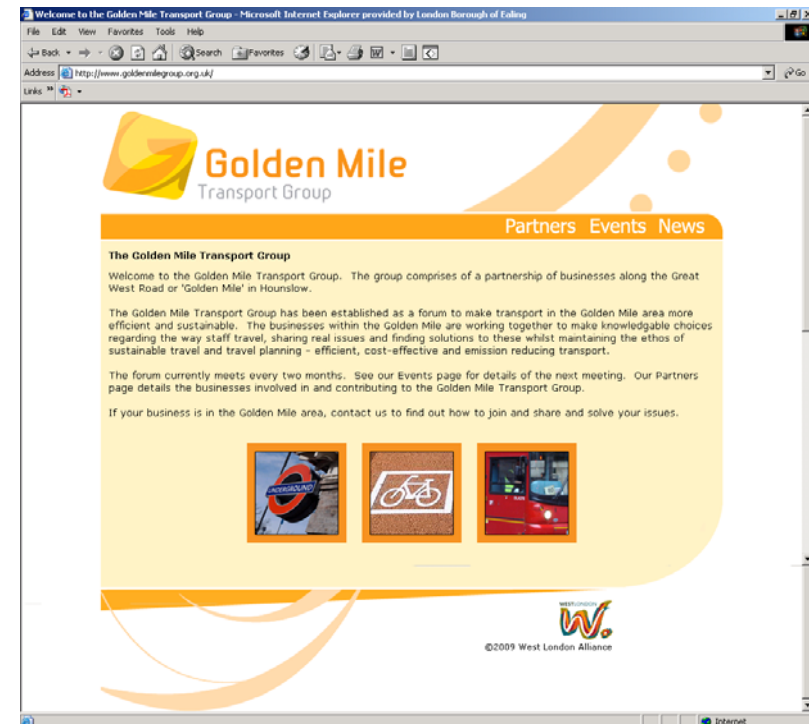 Welcome to the Golden Mile Transport Group - Microsoft Internet Explorer provided by London Borough of Ealing
File Edit View Favorites Tools Help
Back Search Favorites
Address http://www.goldenmilegroup.org.uk/ Go
Links
Golden Mile
Transport Group
Partners Events News
The Golden Mile Transport Group
Welcome to the Golden Mile Transport Group. The group comprises of a partnership of businesses along the Great
West Road or 'Golden Mile' in Hounslow.
The Golden Mile Transport Group has been established as a forum to make transport in the Golden Mile area more
efficient and sustainable. The businesses within the Golden Mile are working together to make knowledgable choices
regarding the way staff travel, sharing real issues and finding solutions to these whilst maintaining the ethos of
sustainable travel and travel planning - efficient, cost-effective and emission reducing transport.
The forum currently meets every two months. See our Events page for details of the next meeting. Our Partners
page details the businesses involved in and contributing to the Golden Mile Transport Group.
If your business is in the Golden Mile area, contact us to find out how to join and share and solve your issues.
UNDERGROUND
WESTLONDON
W.
©2009 West London Alliance
Internet